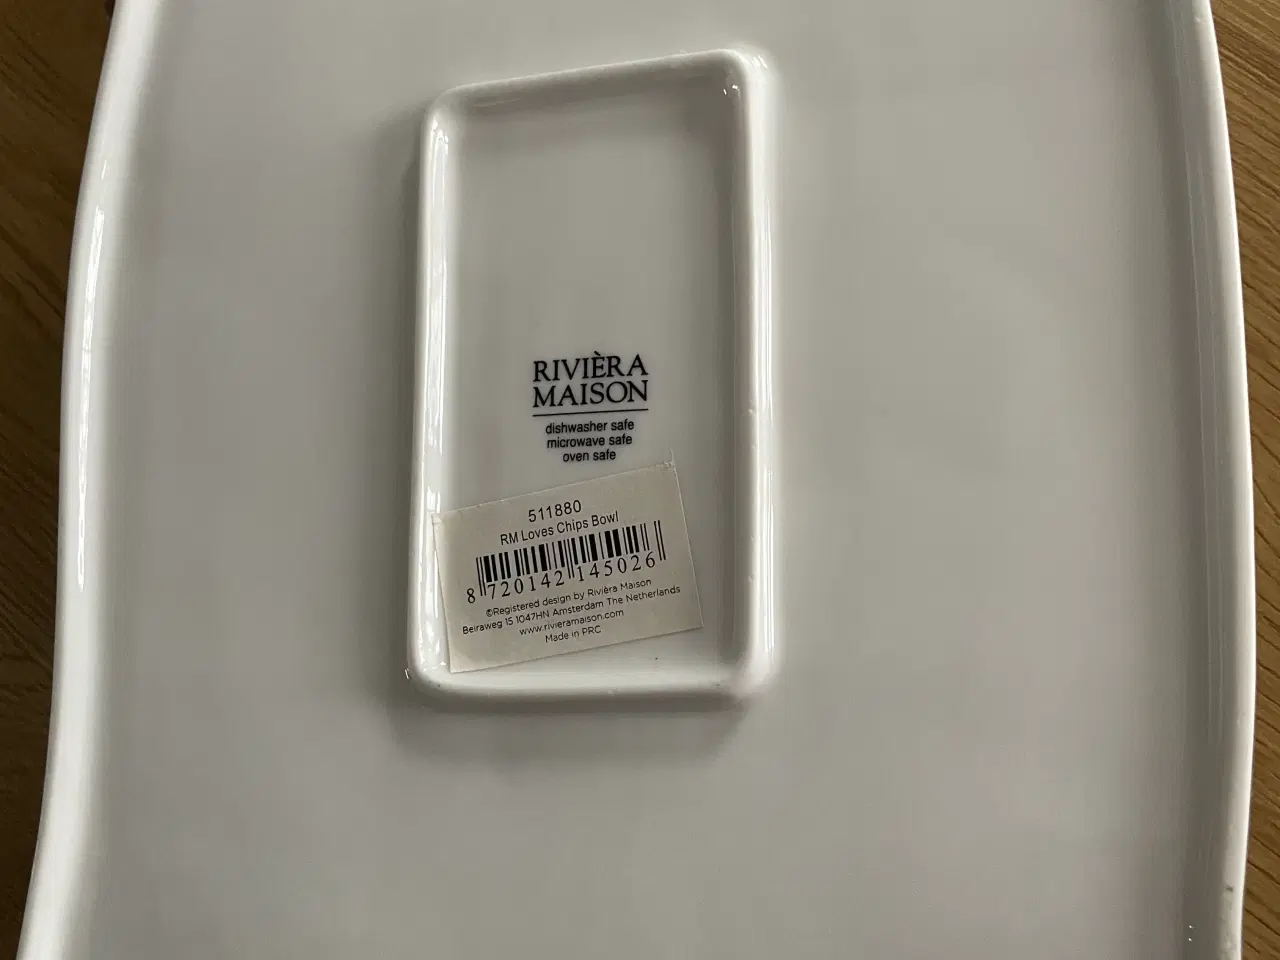 RIVIÈRA
MAISON
dishwasher safe
microwave safe
oven safe
511880
RM Loves Chips Bowl
8 720142 145026
©Registered design by Rivièra Maison
Beiraweg 15 1047HN Amsterdam The Netherlands
www.rivieramaison.com
Made in PRC